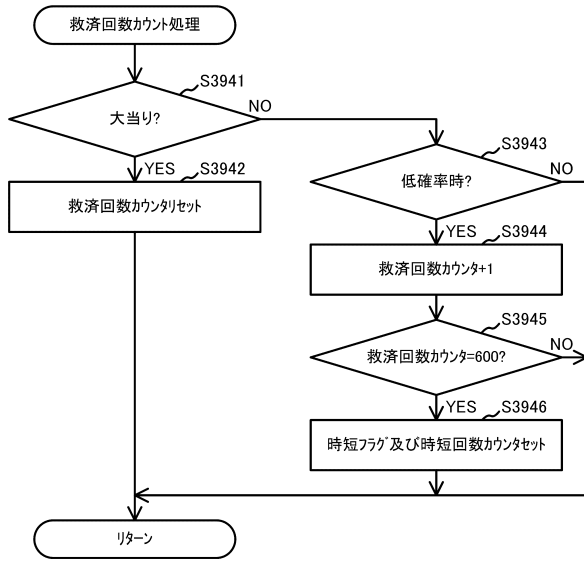 救済回数カウント処理
S3941
大当り?
NO
YES
S3942
救済回数カウンタリセット
S3943
低確率時?
NO
YES
S3944
救済回数カウンタ+1
S3945
救済回数カウンタ=600?
NO
YES
S3946
時短フラグ及び時短回数カウンタセット
リターン